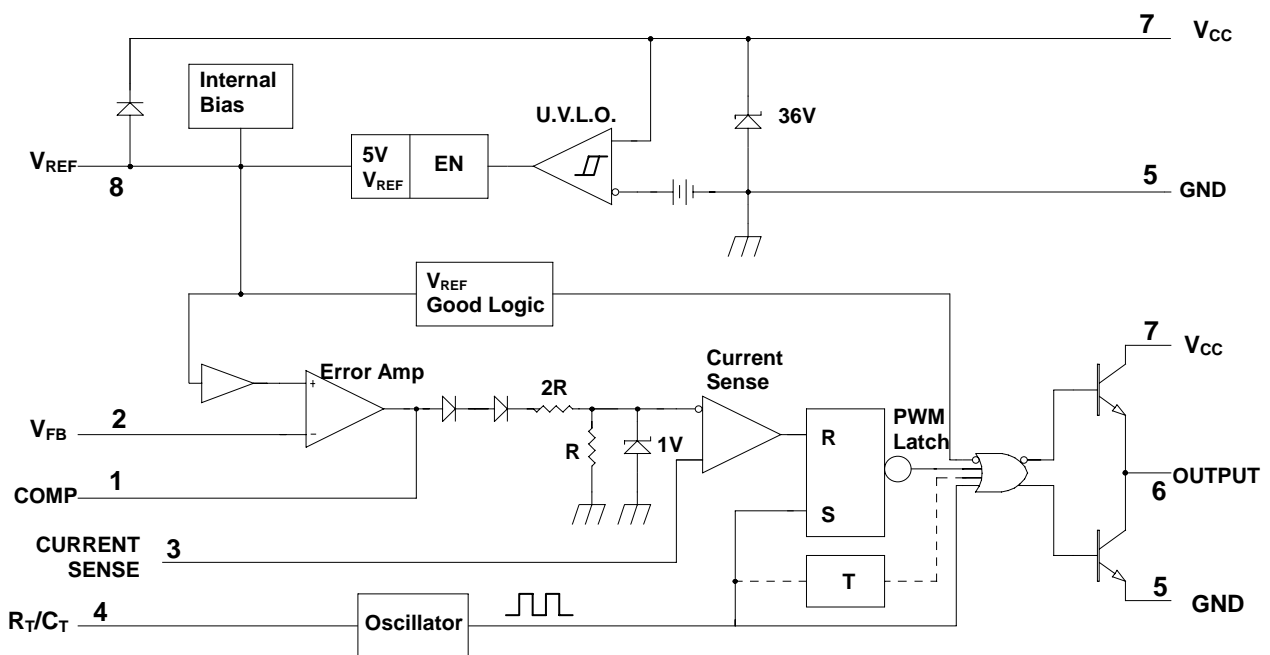 7 VCC
Internal
Bias
U.V.L.O.
36V
VREF
8
5V
VREF
EN
5
GND
VREF
Good Logic
7
VCC
Error Amp
Current
Sense
2R
+
VFB
2
−
R
1V
R
PWM
Latch
COMP
1
OUTPUT
6
S
CURRENT
SENSE
3
T
5
GND
RT/CT
4
Oscillator